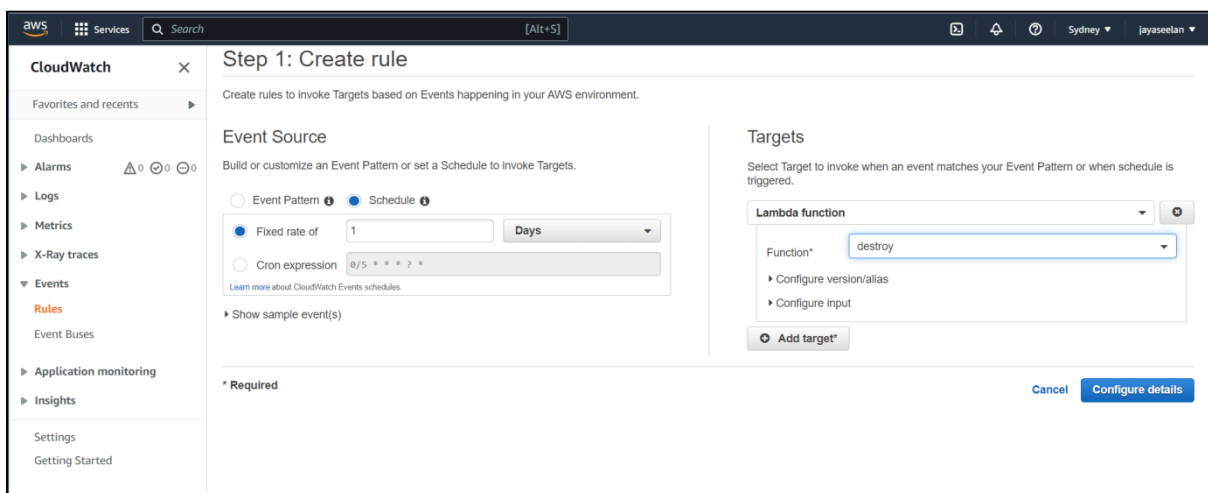 aws Services Search [Alt+S] Sydney jayaseelan
CloudWatch
Favorites and recents
Dashboards
Alarms 0 0 0
Logs
Metrics
X-Ray traces
Events
Rules
Event Buses
Application monitoring
Insights
Settings
Getting Started
Step 1: Create rule
Create rules to invoke Targets based on Events happening in your AWS environment.
Event Source
Build or customize an Event Pattern or set a Schedule to invoke Targets.
Event Pattern Schedule
Fixed rate of 1 Days
Cron expression 0/5 * * * ? *
Learn more about CloudWatch Events schedules.
Show sample event(s)
Targets
Select Target to invoke when an event matches your Event Pattern or when schedule is
triggered.
Lambda function
Function* destroy
Configure version/alias
Configure input
Add target*
* Required
Cancel Configure details